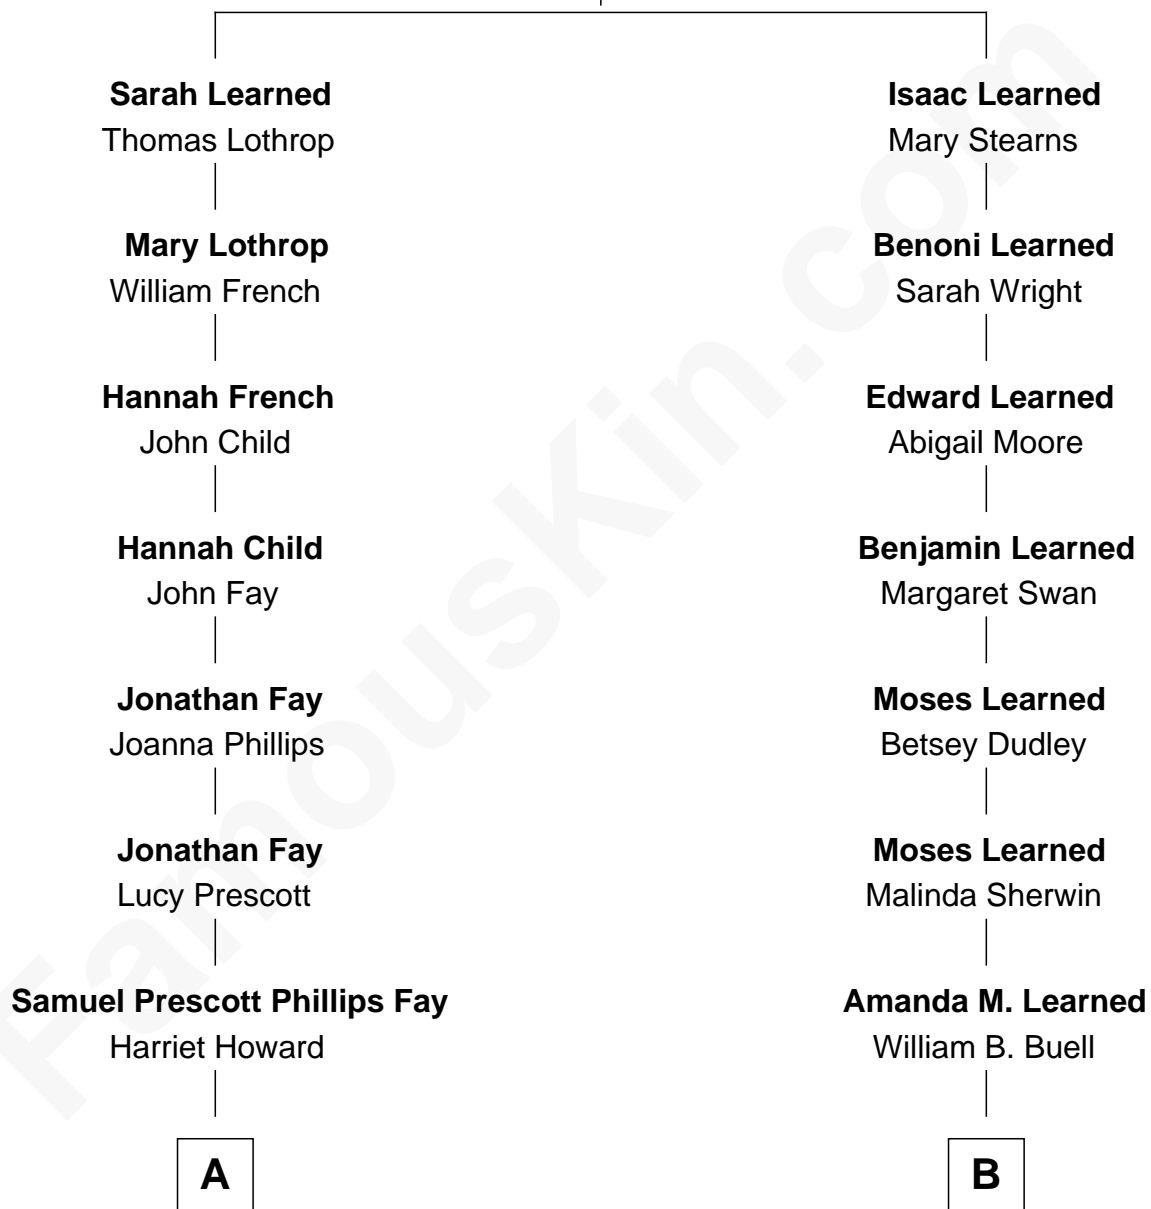 Sarah Learned
Thomas Lothrop
Isaac Learned
Mary Stearns
Mary Lothrop
William French
Benoni Learned
Sarah Wright
Hannah French
John Child
Edward Learned
Abigail Moore
Hannah Child
John Fay
Benjamin Learned
Margaret Swan
Jonathan Fay
Joanna Phillips
Moses Learned
Betsey Dudley
Jonathan Fay
Lucy Prescott
Moses Learned
Malinda Sherwin
Samuel Prescott Phillips Fay
Harriet Howard
Amanda M. Learned
William B. Buell
A
B
FamousKin.com